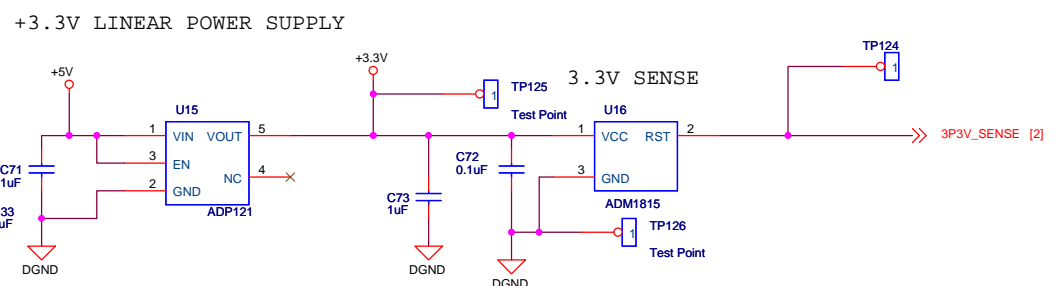 +3.3V LINEAR POWER SUPPLY
TP124
1
+5V
+3.3V
TP125
1
Test Point
3.3V SENSE
U15
1 VIN VOUT 5
3 EN
NC 4
2 GND
ADP121
C71
1uF
33
uF
DGND
C73
1uF
DGND
C72
0.1uF
DGND
U16
1 VCC RST 2
3 GND
ADM1815
TP126
1
Test Point
3P3V_SENSE [2]